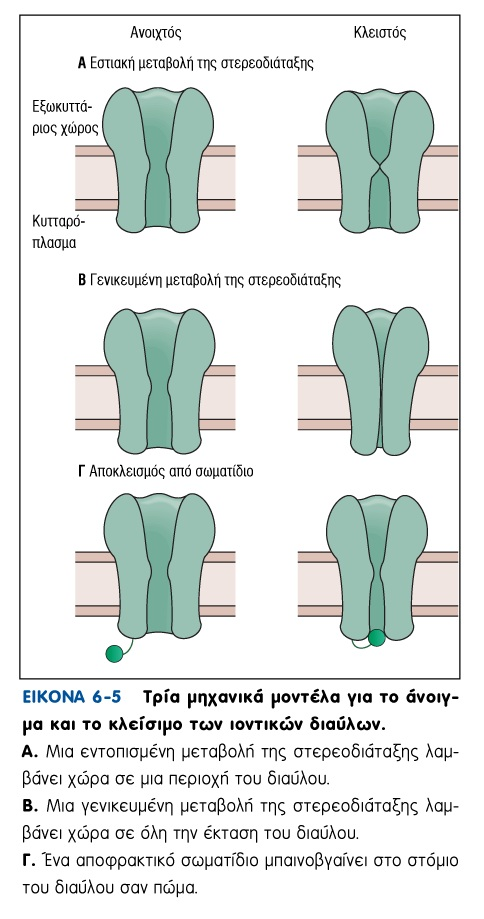 Ανοιχτός
Κλειστός
Α Εστιακή μεταβολή της στερεοδιάταξης
Εξωκυττά-
ριος χώρος
Κυτταρό-
πλασμα
Β Γενικευμένη μεταβολή της στερεοδιάταξης
Γ Αποκλεισμός από σωματίδιο
ΕΙΚΟΝΑ 6-5 Τρία μηχανικά μοντέλα για το άνοιγ-
μα και το κλείσιμο των ιοντικών διαύλων.
Α. Μια εντοπισμένη μεταβολή της στερεοδιάταξης λαμ-
βάνει χώρα σε μια περιοχή του διαύλου.
Β. Μια γενικευμένη μεταβολή της στερεοδιάταξης λαμ-
βάνει χώρα σε όλη την έκταση του διαύλου.
Γ. Ένα αποφρακτικό σωματίδιο μπαινοβγαίνει στο στόμιο
του διαύλου σαν πώμα.